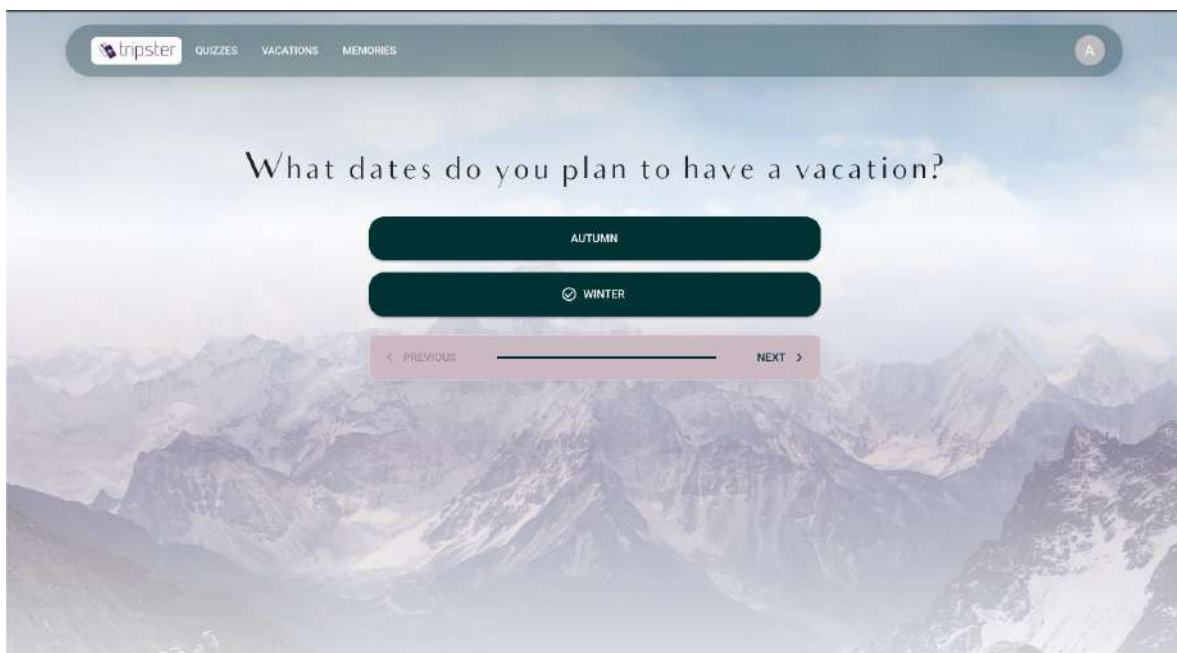 tripster QUIZZES VACATIONS MEMORIES A
What dates do you plan to have a vacation?
AUTUMN
WINTER
PREVIOUS NEXT